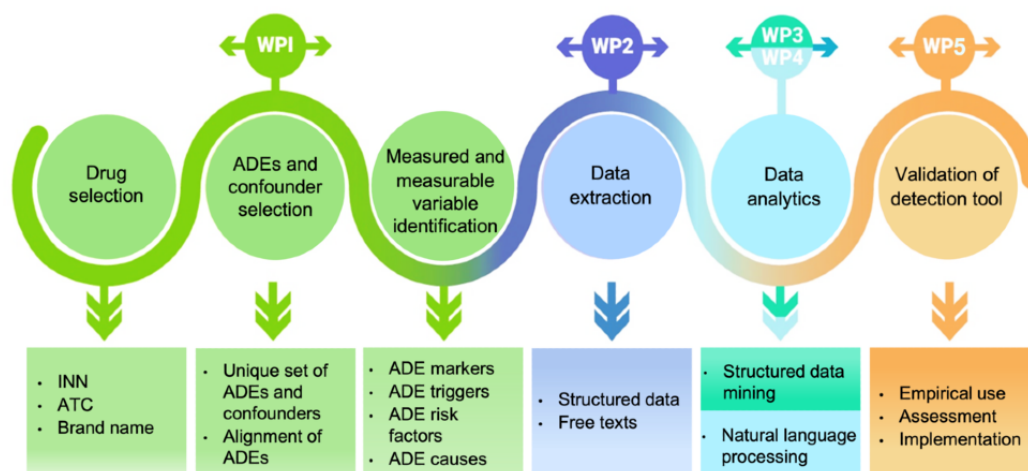 WP1
WP2
WP3
WP4
WP5
Drug
selection
ADEs and
confounder
selection
Measured and
measurable
variable
identification
Data
extraction
Data
analytics
Validation of
detection tool
• INN
• ATC
• Brand name
• Unique set of
ADEs and
confounders
• Alignment of
ADEs
• ADE markers
• ADE triggers
• ADE risk
factors
• ADE causes
• Structured data
• Free texts
• Structured data
mining
• Natural language
processing
• Empirical use
• Assessment
• Implementation